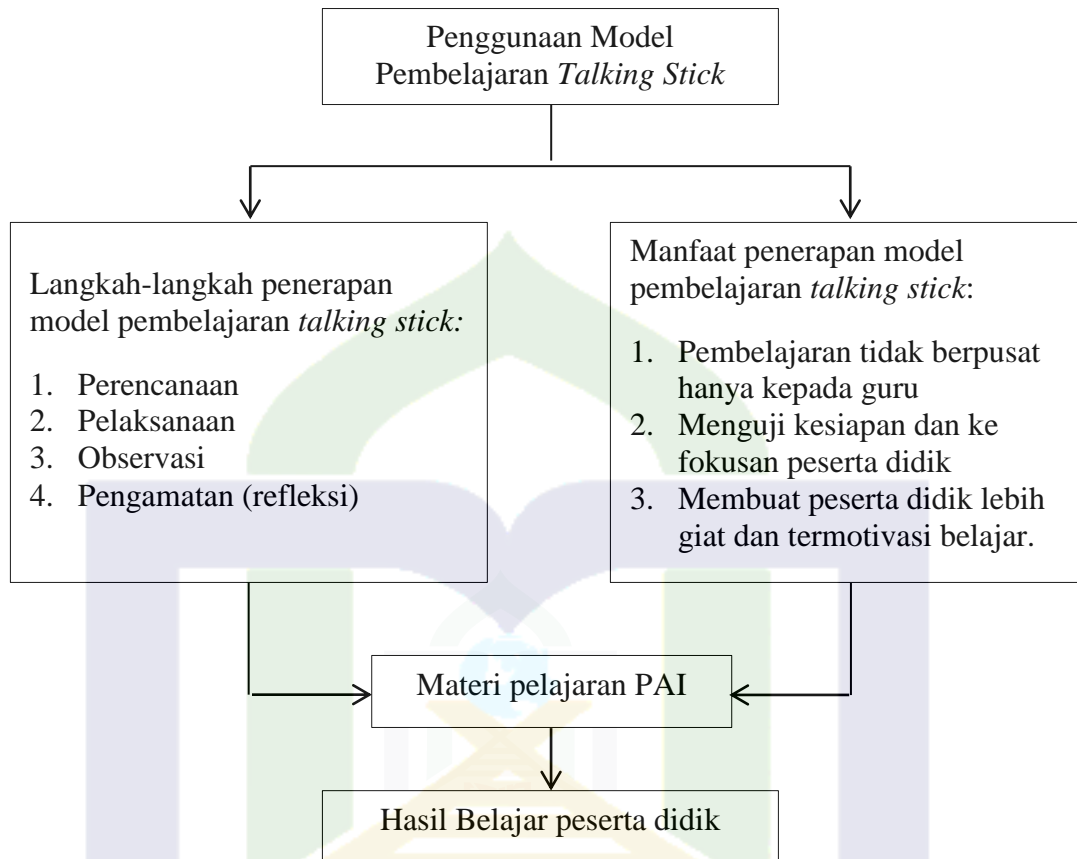 Penggunaan Model
Pembelajaran Talking Stick
Langkah-langkah penerapan
model pembelajaran talking stick:
1. Perencanaan
2. Pelaksanaan
3. Observasi
4. Pengamatan (refleksi)
Manfaat penerapan model
pembelajaran talking stick:
1. Pembelajaran tidak berpusat
hanya kepada guru
2. Menguji kesiapan dan ke
fokusan peserta didik
3. Membuat peserta didik lebih
giat dan termotivasi belajar.
Materi pelajaran PAI
Hasil Belajar peserta didik